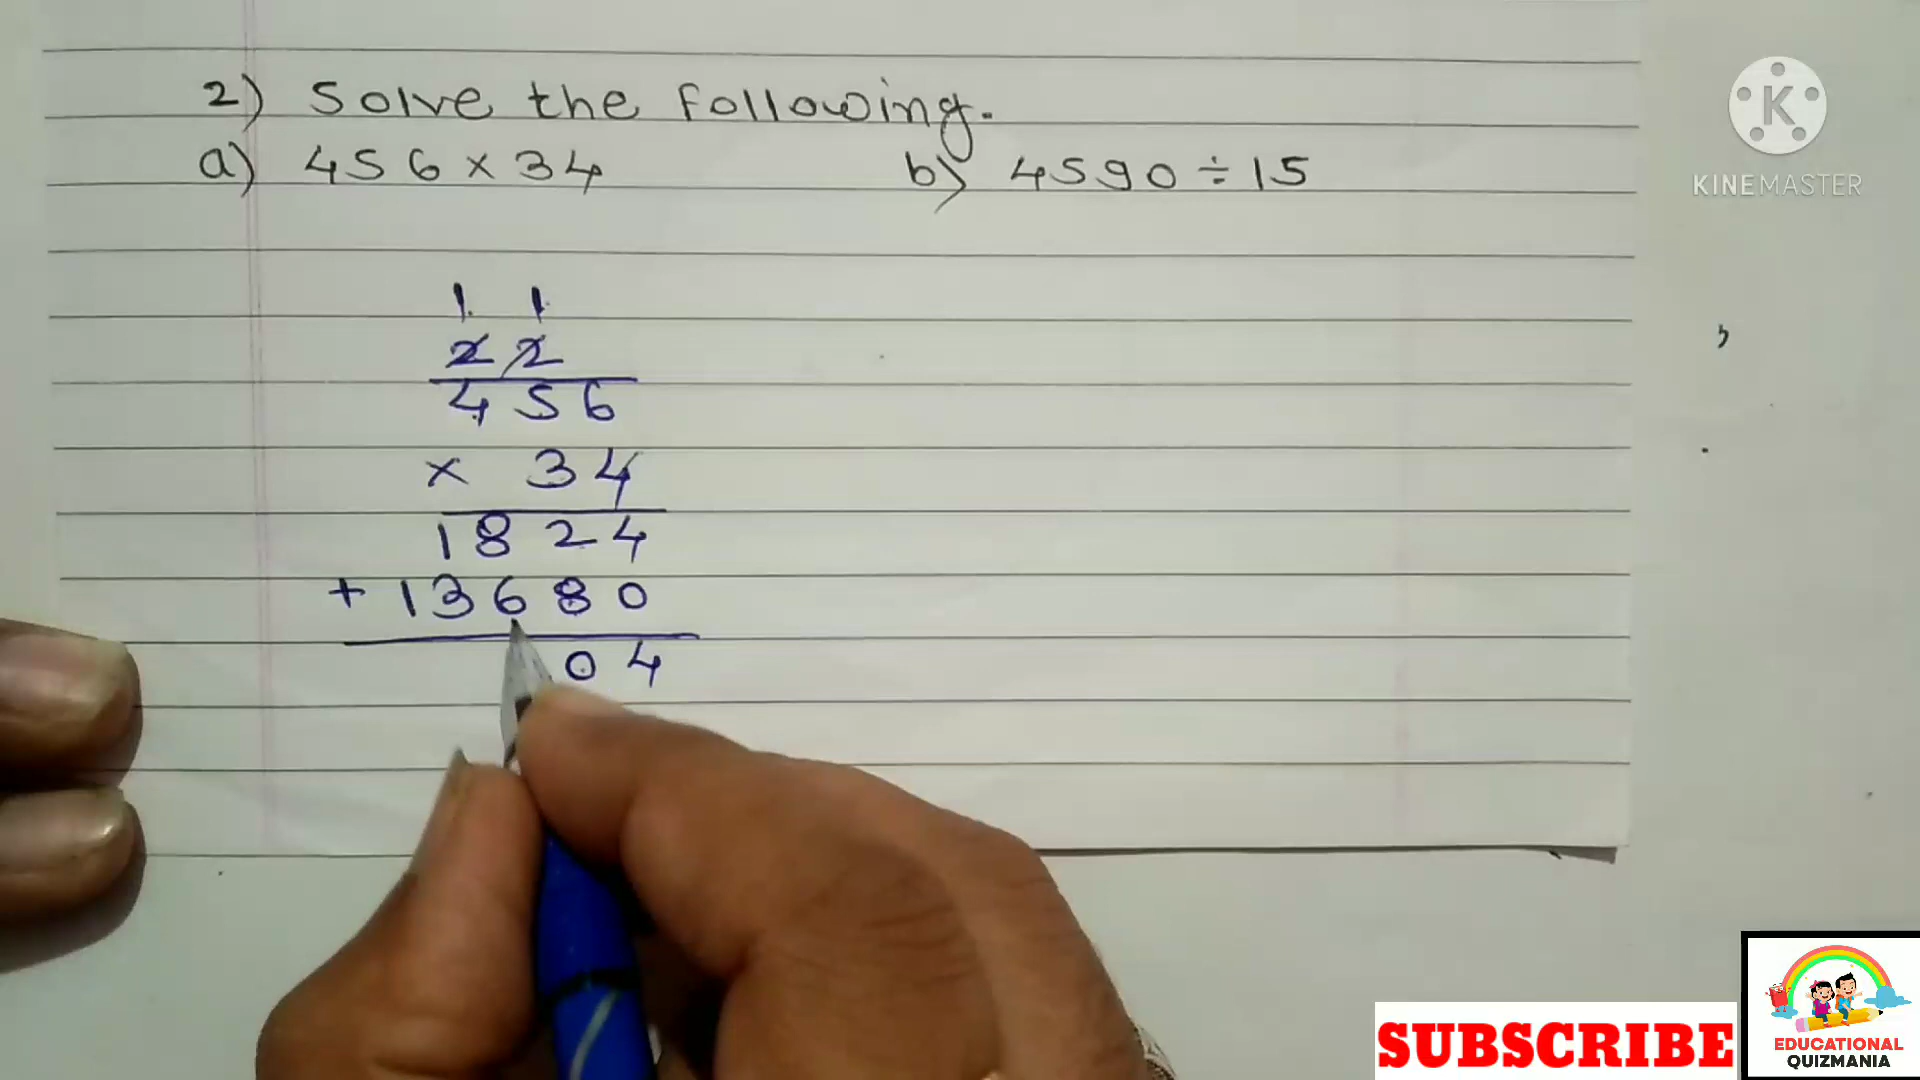 2) Solve the following.
a) 456 × 34 b) 4590 ÷ 15
KINEMASTER
1 1
2 2
456
× 34
1824
+ 13680
04
SUBSCRIBE
EDUCATIONAL
QUIZMANIA